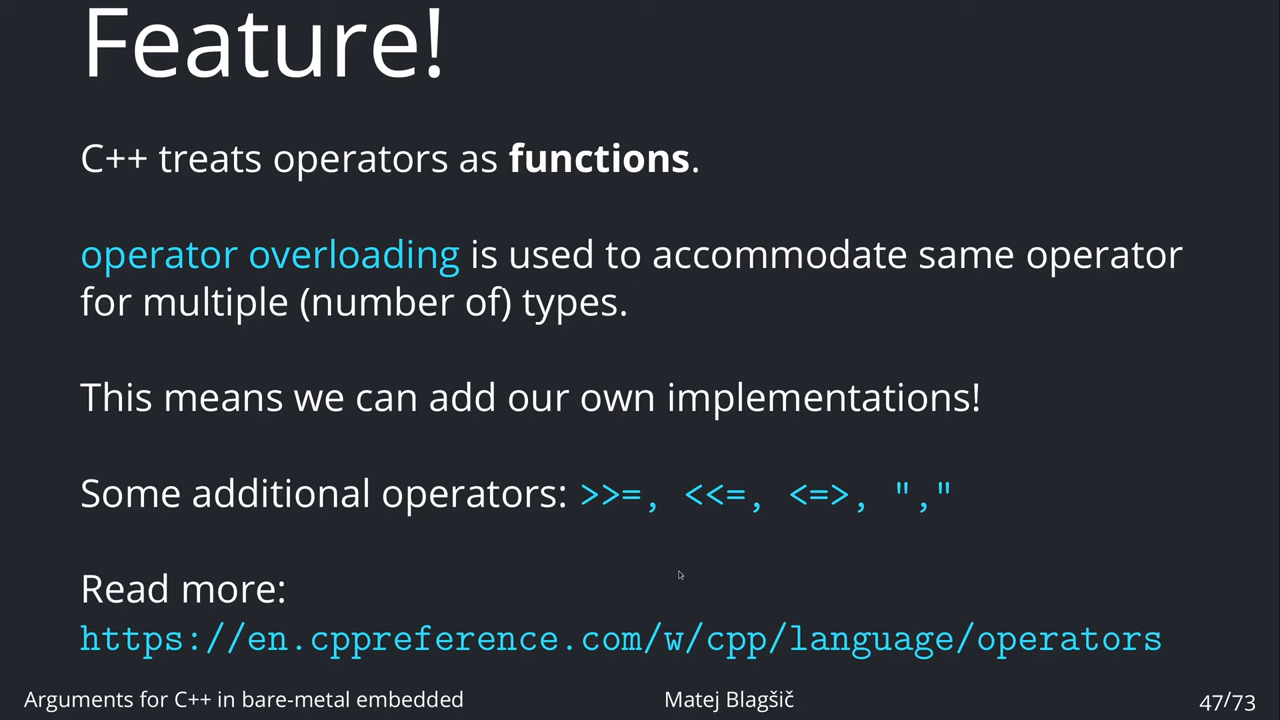 Feature!
C++ treats operators as functions.
operator overloading is used to accommodate same operator
for multiple (number of) types.
This means we can add our own implementations!
Some additional operators: >>=, <<=, <=>, ","
Read more:
https://en.cppreference.com/w/cpp/language/operators
Arguments for C++ in bare-metal embedded
Matej Blagšič
47/73